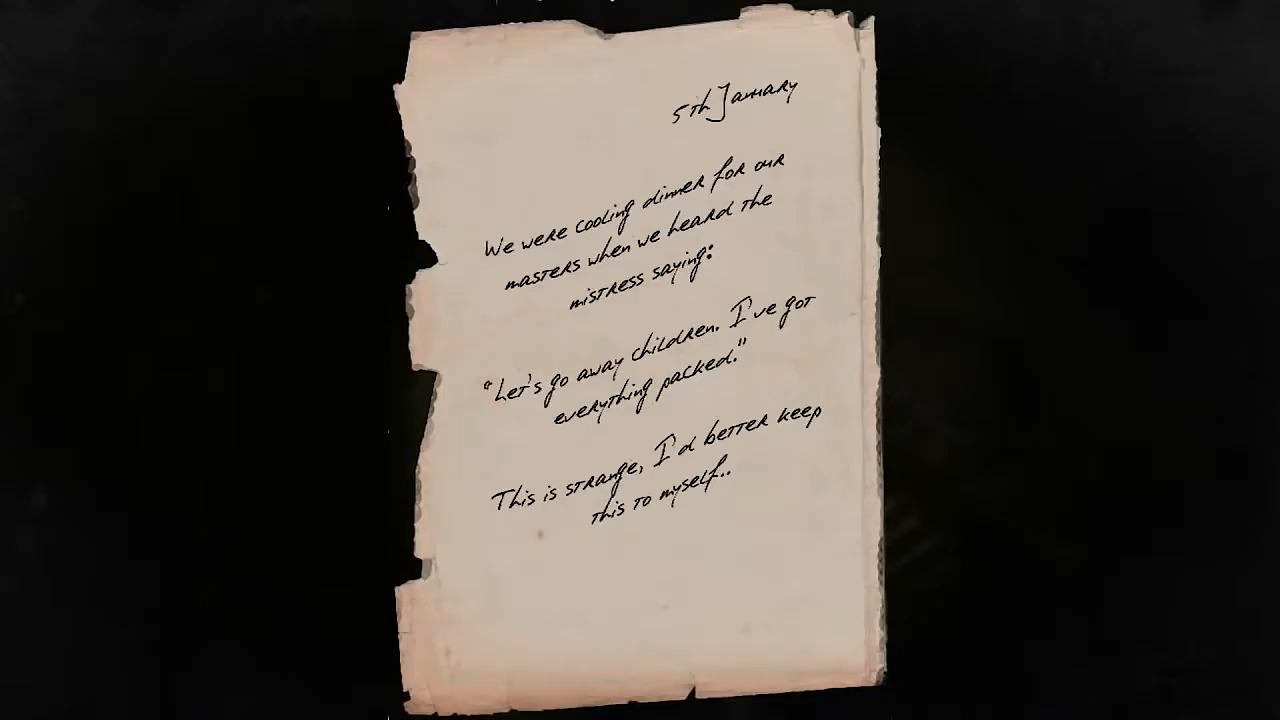 5th January
We were cooking dinner for our
masters when we heard the
mistress saying:
"Let's go away children. I've got
everything packed."
This is strange, I'd better keep
this to myself..